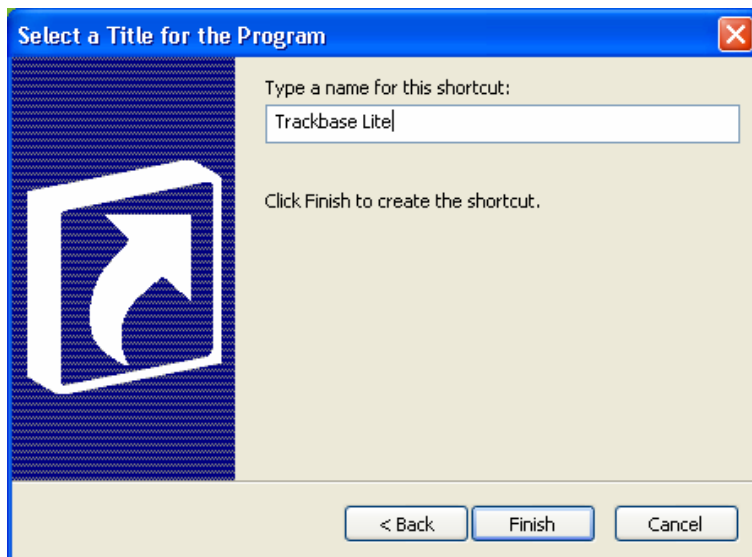 Select a Title for the Program
Type a name for this shortcut:
Trackbase Lite
Click Finish to create the shortcut.
< Back
Finish
Cancel